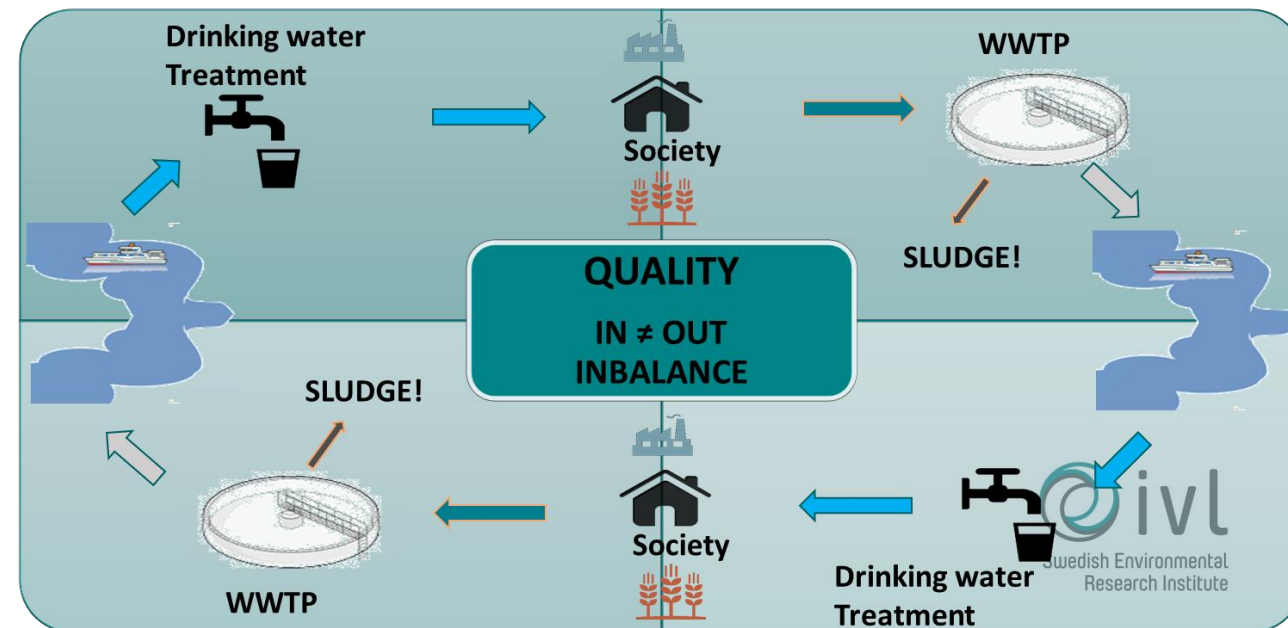 Drinking water
Treatment
WWTP
Society
SLUDGE!
QUALITY
IN ≠ OUT
INBALANCE
SLUDGE!
WWTP
Society
Drinking water
Treatment
ivl
Swedish Environmental
Research Institute